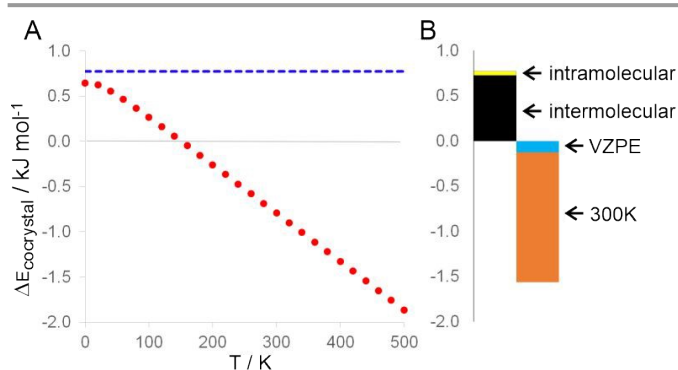 A
B
ΔEcocrystal / kJ mol-1
1.0
0.5
0.0
-0.5
-1.0
-1.5
-2.0
0
100
200
300
400
500
T / K
1.0
0.5
0.0
-0.5
-1.0
-1.5
-2.0
intramolecular
intermolecular
VZPE
300K